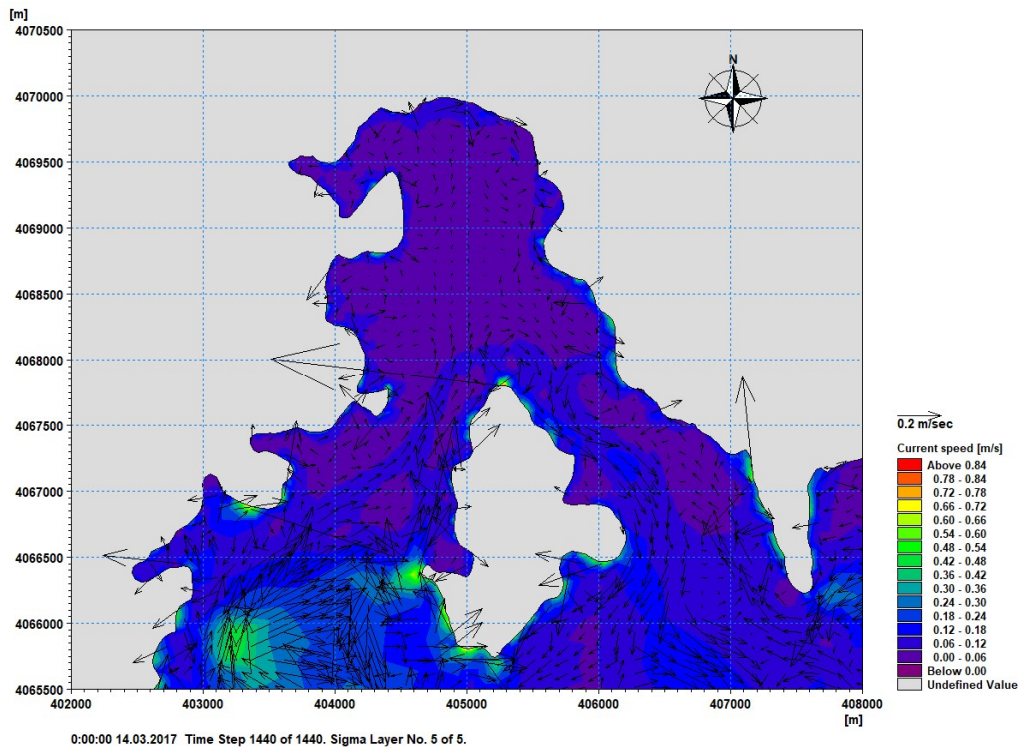 [m]
4070500
4070000
4069500
4069000
4068500
4068000
4067500
4067000
4066500
4066000
4065500
N
402000 403000 404000 405000 406000 407000 408000
[m]
0.2 m/sec
Current speed [m/s]
Above 0.84
0.78 - 0.84
0.72 - 0.78
0.66 - 0.72
0.60 - 0.66
0.54 - 0.60
0.48 - 0.54
0.42 - 0.48
0.36 - 0.42
0.30 - 0.36
0.24 - 0.30
0.18 - 0.24
0.12 - 0.18
0.06 - 0.12
0.00 - 0.06
Below 0.00
Undefined Value
0:00:00 14.03.2017 Time Step 1440 of 1440. Sigma Layer No. 5 of 5.